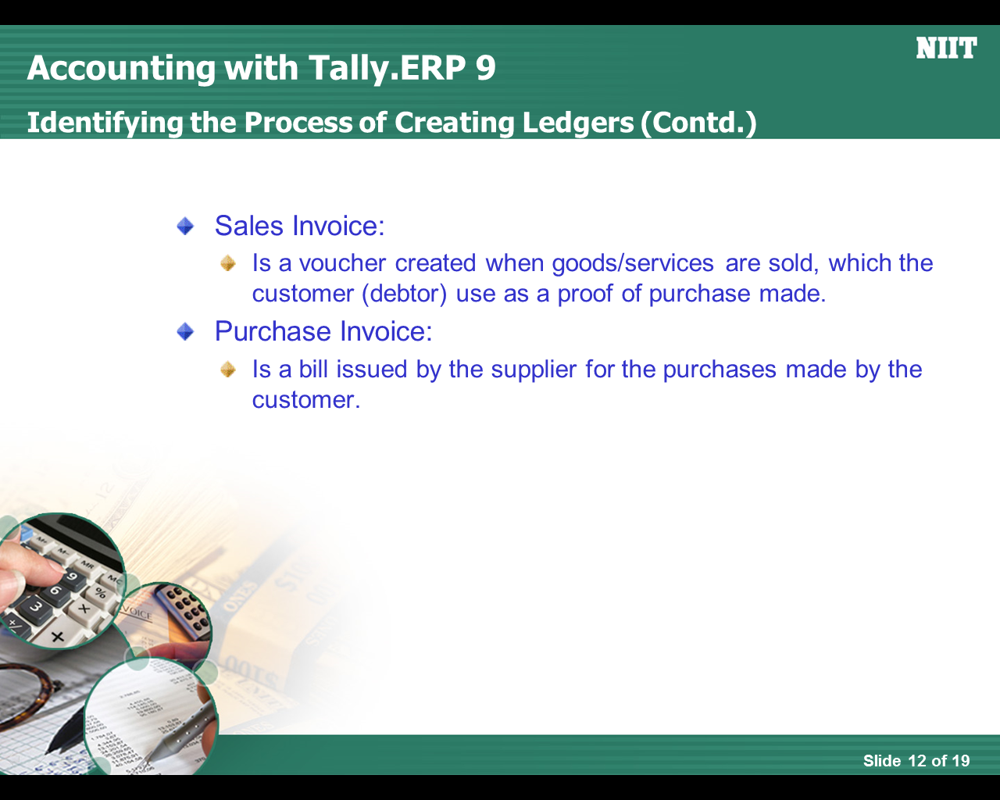 NIIT
Accounting with Tally.ERP 9
Identifying the Process of Creating Ledgers (Contd.)
Sales Invoice:
Is a voucher created when goods/services are sold, which the
customer (debtor) use as a proof of purchase made.
Purchase Invoice:
Is a bill issued by the supplier for the purchases made by the
customer.
Slide 12 of 19